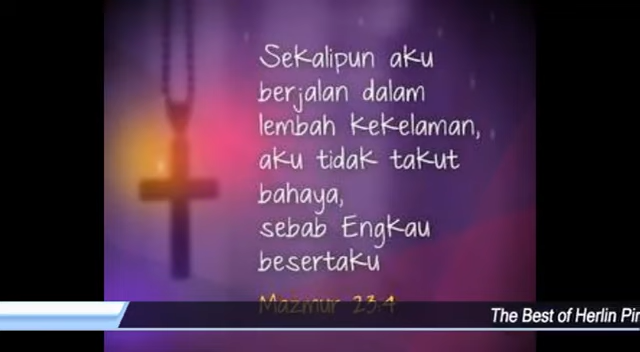 Sekalipun aku
berjalan dalam
lembah kekelaman,
aku tidak takut
bahaya,
sebab Engkau
besertaku
Mazmur 23:4
The Best of Herlin Pir